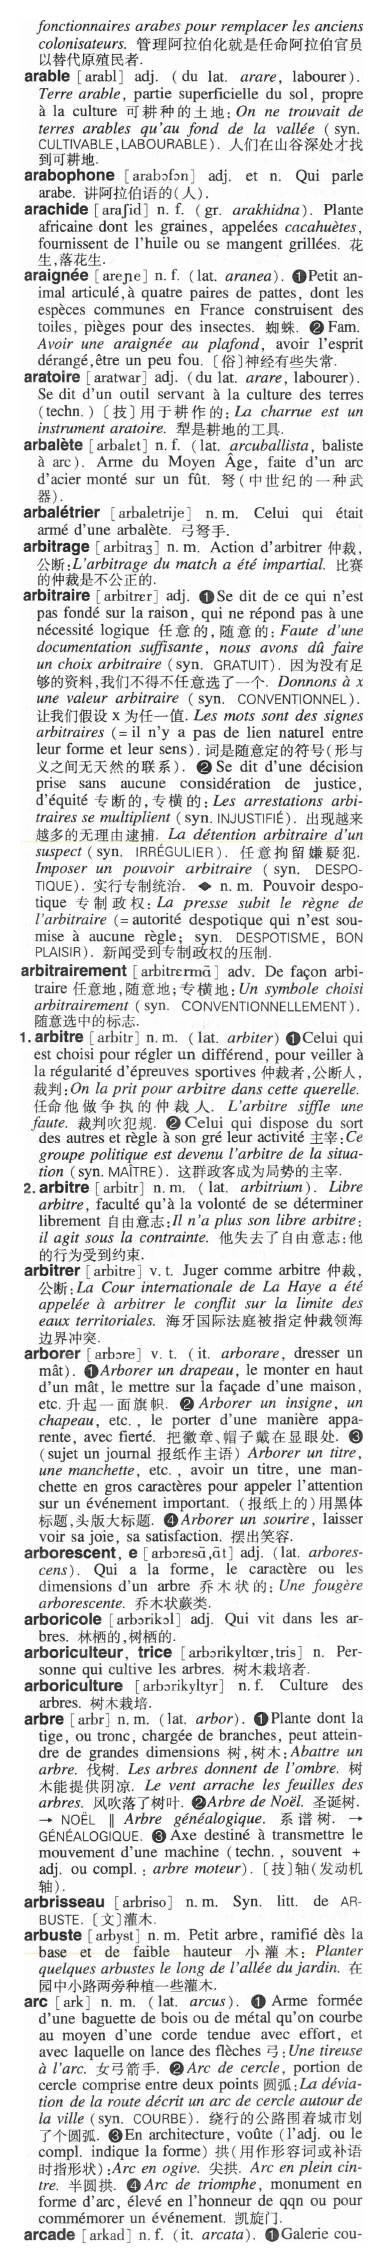 fonctionnaires arabes pour remplacer les anciens
colonisateurs. 管理阿拉伯化就是任命阿拉伯官员
以替代原殖民者.
arable [arabl] adj. (du lat. arare, labourer).
Terre arable, partie superficielle du sol, propre
à la culture 可耕种的土地: On ne trouvait de
terres arables qu'au fond de la vallée (syn.
CULTIVABLE, LABOURABLE). 人们在山谷深处才找
到可耕地.
arabophone [arabɔfɔn] adj. et n. Qui parle
arabe. 讲阿拉伯语的(人).
arachide [araʃid] n. f. (gr. arakhidna). Plante
africaine dont les graines, appelées cacahuètes,
fournissent de l'huile ou se mangent grillées. 花
生,落花生.
araignée [areɲe] n. f. (lat. aranea). ❶Petit an-
imal articulé,à quatre paires de pattes, dont les
espèces communes en France construisent des
toiles, pièges pour des insectes. 蜘蛛. ❷ Fam.
Avoir une araignée au plafond, avoir l'esprit
dérangé,être un peu fou. 〔俗〕神经有些失常.
aratoire [aratwar] adj. (du lat. arare, labourer).
Se dit d'un outil servant à la culture des terres
(techn.) 〔技〕用于耕作的: La charrue est un
instrument aratoire. 犁是耕地的工具.
arbalète [arbalɛt] n. f. (lat. arcuballista, baliste
à arc). Arme du Moyen Âge, faite d'un arc
d'acier monté sur un fût. 弩(中世纪的一种武
器).
arbalétrier [arbaletrije] n. m. Celui qui était
armé d'une arbalète. 弓弩手.
arbitrage [arbitraʒ] n. m. Action d'arbitrer 仲裁,
公断: L'arbitrage du match a été impartial. 比赛
的仲裁是不公正的.
arbitraire [arbitrɛr] adj. ❶Se dit de ce qui n'est
pas fondé sur la raison, qui ne répond pas à une
nécessité logique 任意的,随意的: Faute d'une
documentation suffisante, nous avons dû faire
un choix arbitraire (syn. GRATUIT). 因为没有足
够的资料,我们不得不任意选了一个. Donnons à x
une valeur arbitraire (syn. CONVENTIONNEL).
让我们假设 x 为任一值. Les mots sont des signes
arbitraires (= il n'y a pas de lien naturel entre
leur forme et leur sens). 词是随意定的符号(形与
义之间无天然的联系). ❷ Se dit d'une décision
prise sans aucune considération de justice,
d'équité 专断的,专横的: Les arrestations arbi-
traires se multiplient (syn. INJUSTIFIÉ). 出现越来
越多的无理由逮捕. La détention arbitraire d'un
suspect (syn. IRRÉGULIER). 任意拘留嫌疑犯.
Imposer un pouvoir arbitraire (syn. DESPO-
TIQUE). 实行专制统治. ◆ n. m. Pouvoir despo-
tique 专制政权: La presse subit le règne de
l'arbitraire (= autorité despotique qui n'est sou-
mise à aucune règle; syn. DESPOTISME, BON
PLAISIR). 新闻受到专制政权的压制.
arbitrairement [arbitrɛrmɑ̃] adv. De façon arbi-
traire 任意地,随意地;专横地: Un symbole choisi
arbitrairement (syn. CONVENTIONNELLEMENT).
随意选中的标志.
1. arbitre [arbitr] n. m. (lat. arbiter) ❶Celui qui
est choisi pour régler un différend, pour veiller à
la régularité d'épreuves sportives 仲裁者,公断人,
裁判: On la prit pour arbitre dans cette querelle.
任命他做争执的仲裁人. L'arbitre siffle une
faute. 裁判吹犯规. ❷ Celui qui dispose du sort
des autres et règle à son gré leur activité 主宰: Ce
groupe politique est devenu l'arbitre de la situa-
tion (syn. MAÎTRE). 这群政客成为局势的主宰.
2. arbitre [arbitr] n. m. (lat. arbitrium). Libre
arbitre, faculté qu'à la volonté de se déterminer
librement 自由意志: Il n'a plus son libre arbitre;
il agit sous la contrainte. 他失去了自由意志:他
的行为受到约束.
arbitrer [arbitre] v. t. Juger comme arbitre 仲裁,
公断: La Cour internationale de La Haye a été
appelée à arbitrer le conflit sur la limite des
eaux territoriales. 海牙国际法庭被指定仲裁领海
边界冲突.
arborer [arbɔre] v. t. (it. arborare, dresser un
mât). ❶Arborer un drapeau, le monter en haut
d'un mât, le mettre sur la façade d'une maison,
etc. 升起一面旗帜. ❷ Arborer un insigne, un
chapeau, etc., le porter d'une manière appa-
rente, avec fierté. 把徽章、帽子戴在显眼处. ❸
(sujet un journal 报纸作主语) Arborer un titre,
une manchette, etc., avoir un titre, une man-
chette en gros caractères pour appeler l'attention
sur un événement important. (报纸上的)用黑体
标题,头版大标题. ❹Arborer un sourire, laisser
voir sa joie, sa satisfaction. 摆出笑容.
arborescent, e [arbɔresɑ̃,ɑ̃t] adj. (lat. arbores-
cens). Qui a la forme, le caractère ou les
dimensions d'un arbre 乔木状的: Une fougère
arborescente. 乔木状蕨类.
arboricole [arbɔrikɔl] adj. Qui vit dans les ar-
bres. 林栖的,树栖的.
arboriculteur, trice [arbɔrikyltœr,tris] n. Per-
sonne qui cultive les arbres. 树木栽培者.
arboriculture [arbɔrikyltyr] n. f. Culture des
arbres. 树木栽培.
arbre [arbr] n. m. (lat. arbor). ❶Plante dont la
tige, ou tronc, chargée de branches, peut attein-
dre de grandes dimensions 树,树木: Abattre un
arbre. 伐树. Les arbres donnent de l'ombre. 树
木能提供阴凉. Le vent arrache les feuilles des
arbres. 风吹落了树叶. ❷Arbre de Noël. 圣诞树.
→ NOËL ‖ Arbre généalogique. 系谱树. →
GÉNÉALOGIQUE. ❸ Axe destiné à transmettre le
mouvement d'une machine (techn., souvent +
adj. ou compl.: arbre moteur). 〔技〕轴(发动机
轴).
arbrisseau [arbriso] n. m. Syn. litt. de AR-
BUSTE. 〔文〕灌木.
arbuste [arbyst] n. m. Petit arbre, ramifié dès la
base et de faible hauteur 小灌木: Planter
quelques arbustes le long de l'allée du jardin. 在
园中小路两旁种植一些灌木.
arc [ark] n. m. (lat. arcus). ❶ Arme formée
d'une baguette de bois ou de métal qu'on courbe
au moyen d'une corde tendue avec effort, et
avec laquelle on lance des flèches 弓: Une tireuse
à l'arc. 女弓箭手. ❷Arc de cercle, portion de
cercle comprise entre deux points 圆弧: La dévia-
tion de la route décrit un arc de cercle autour de
la ville (syn. COURBE). 绕行的公路围着城市划
了个圆弧. ❸En architecture, voûte (l'adj. ou le
compl. indique la forme) 拱(用作形容词或补语
时指形状): Arc en ogive. 尖拱. Arc en plein cin-
tre. 半圆拱. ❹ Arc de triomphe, monument en
forme d'arc, élevé en l'honneur de qqn ou pour
commémorer un événement. 凯旋门.
arcade [arkad] n. f. (it. arcata). ❶Galerie cou-